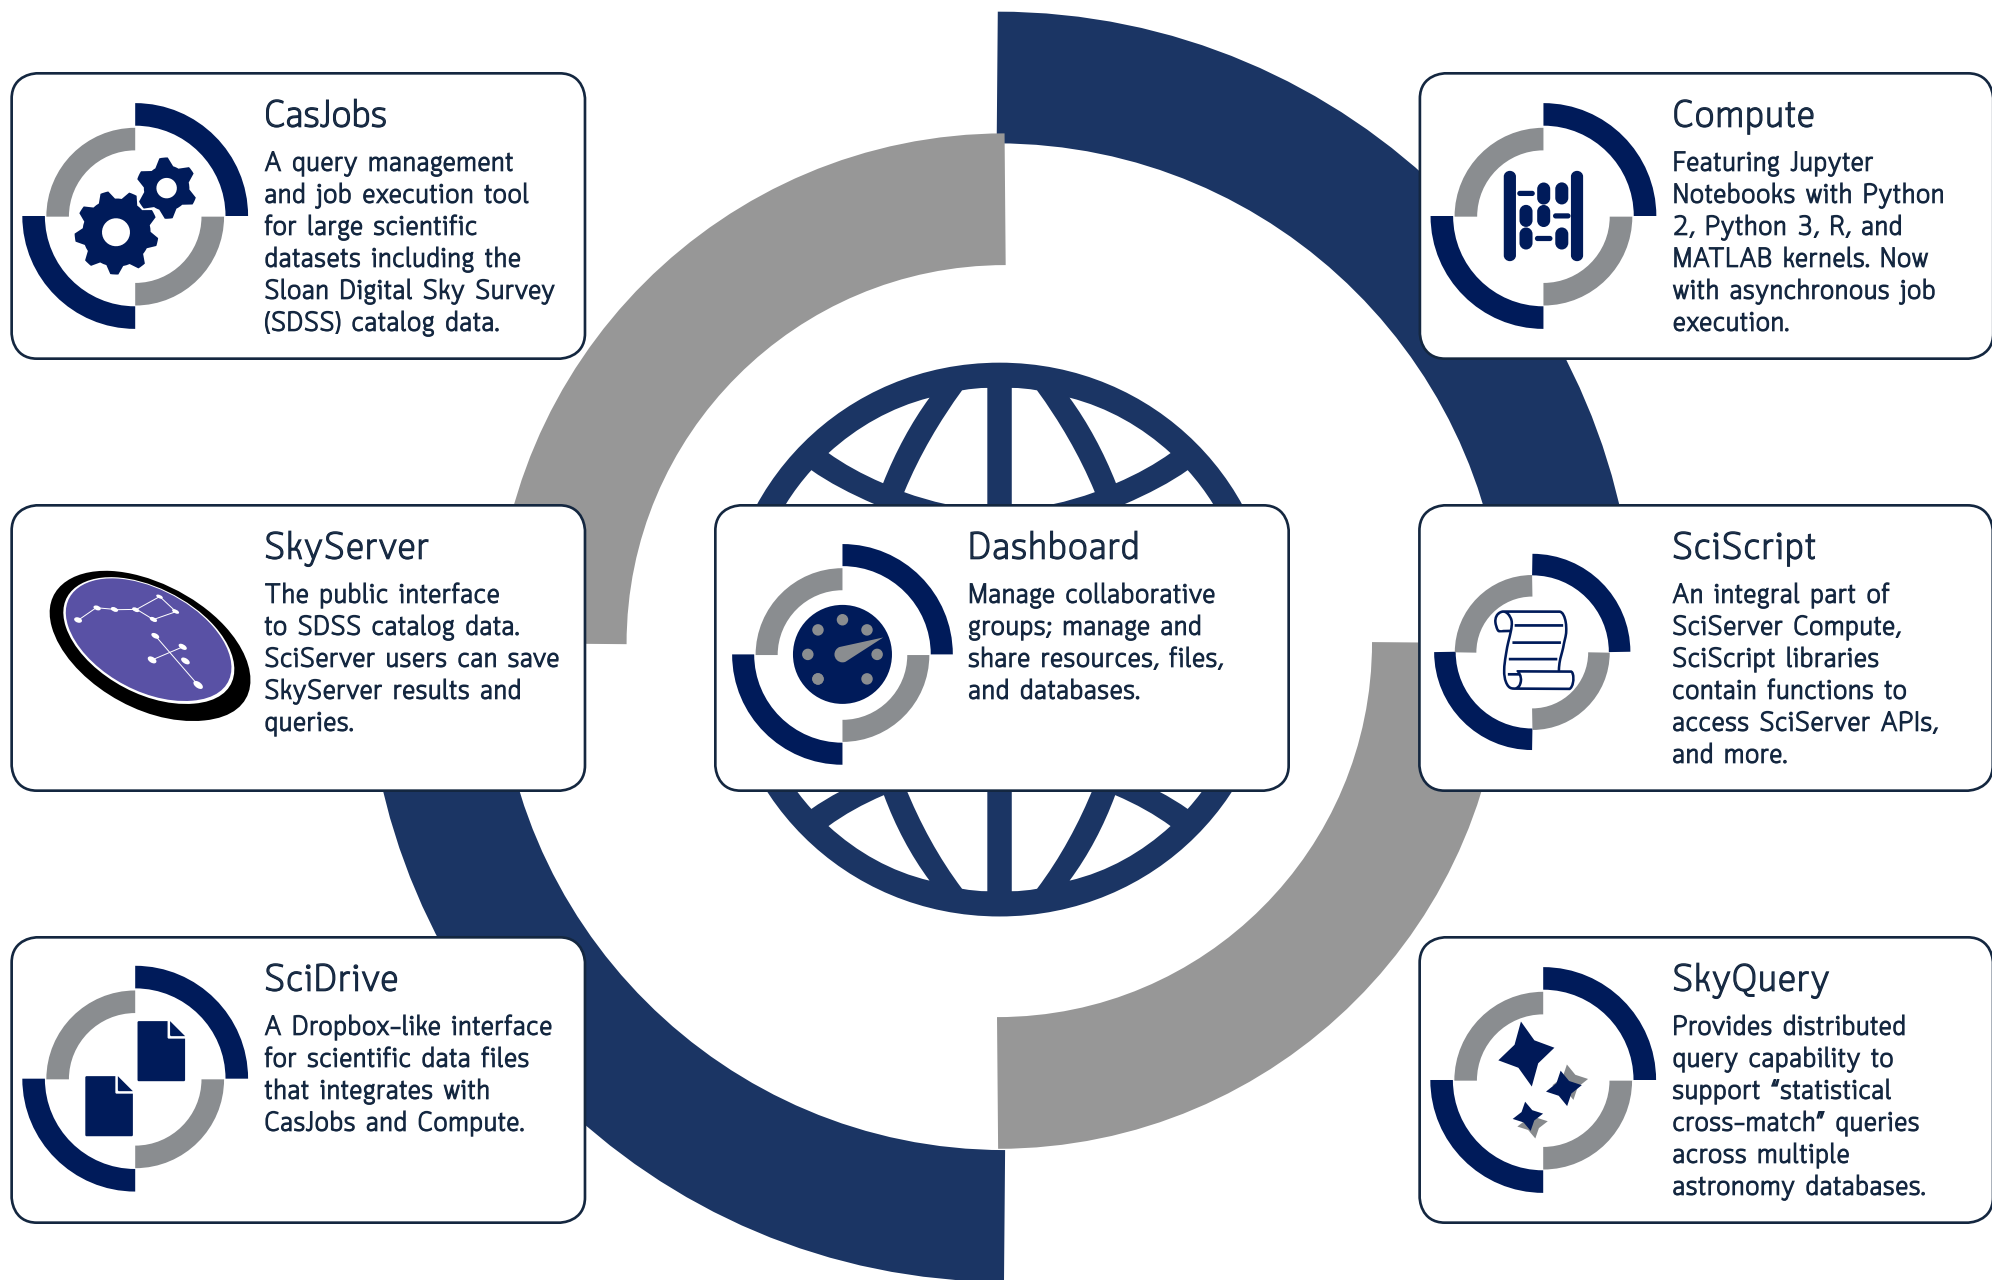 CasJobs
A query management
and job execution tool
for large scientific
datasets including the
Sloan Digital Sky Survey
(SDSS) catalog data.
Compute
Featuring Jupyter
Notebooks with Python
2, Python 3, R, and
MATLAB kernels. Now
with asynchronous job
execution.
SkyServer
The public interface
to SDSS catalog data.
SciServer users can save
SkyServer results and
queries.
Dashboard
Manage collaborative
groups; manage and
share resources, files,
and databases.
SciScript
An integral part of
SciServer Compute,
SciScript libraries
contain functions to
access SciServer APIs,
and more.
SciDrive
A Dropbox-like interface
for scientific data files
that integrates with
CasJobs and Compute.
SkyQuery
Provides distributed
query capability to
support “statistical
cross-match” queries
across multiple
astronomy databases.